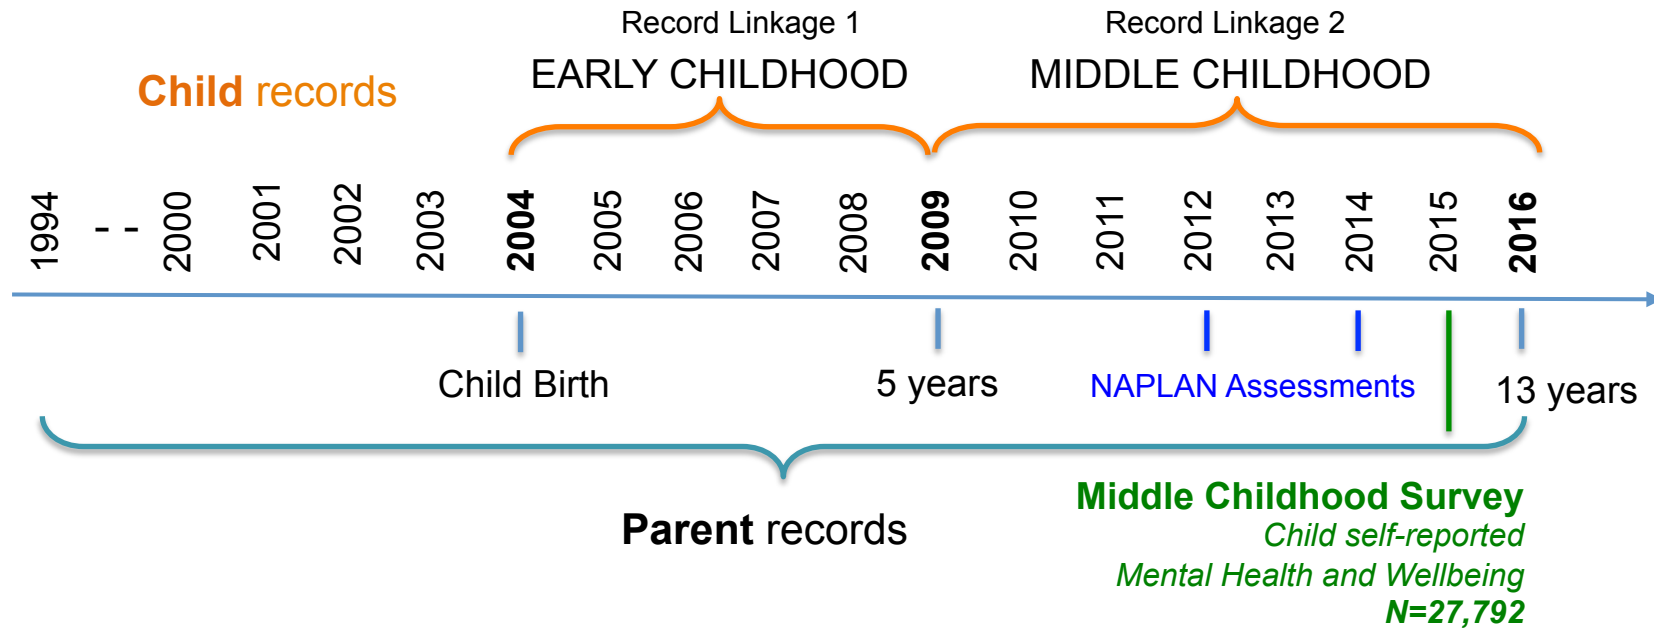 Record Linkage 1
Record Linkage 2
EARLY CHILDHOOD
MIDDLE CHILDHOOD
Child records
1994 - - 2000 2001 2002 2003 2004 2005 2006 2007 2008 2009 2010 2011 2012 2013 2014 2015 2016
Child Birth
5 years
NAPLAN Assessments
13 years
Parent records
Middle Childhood Survey
Child self-reported
Mental Health and Wellbeing
N=27,792